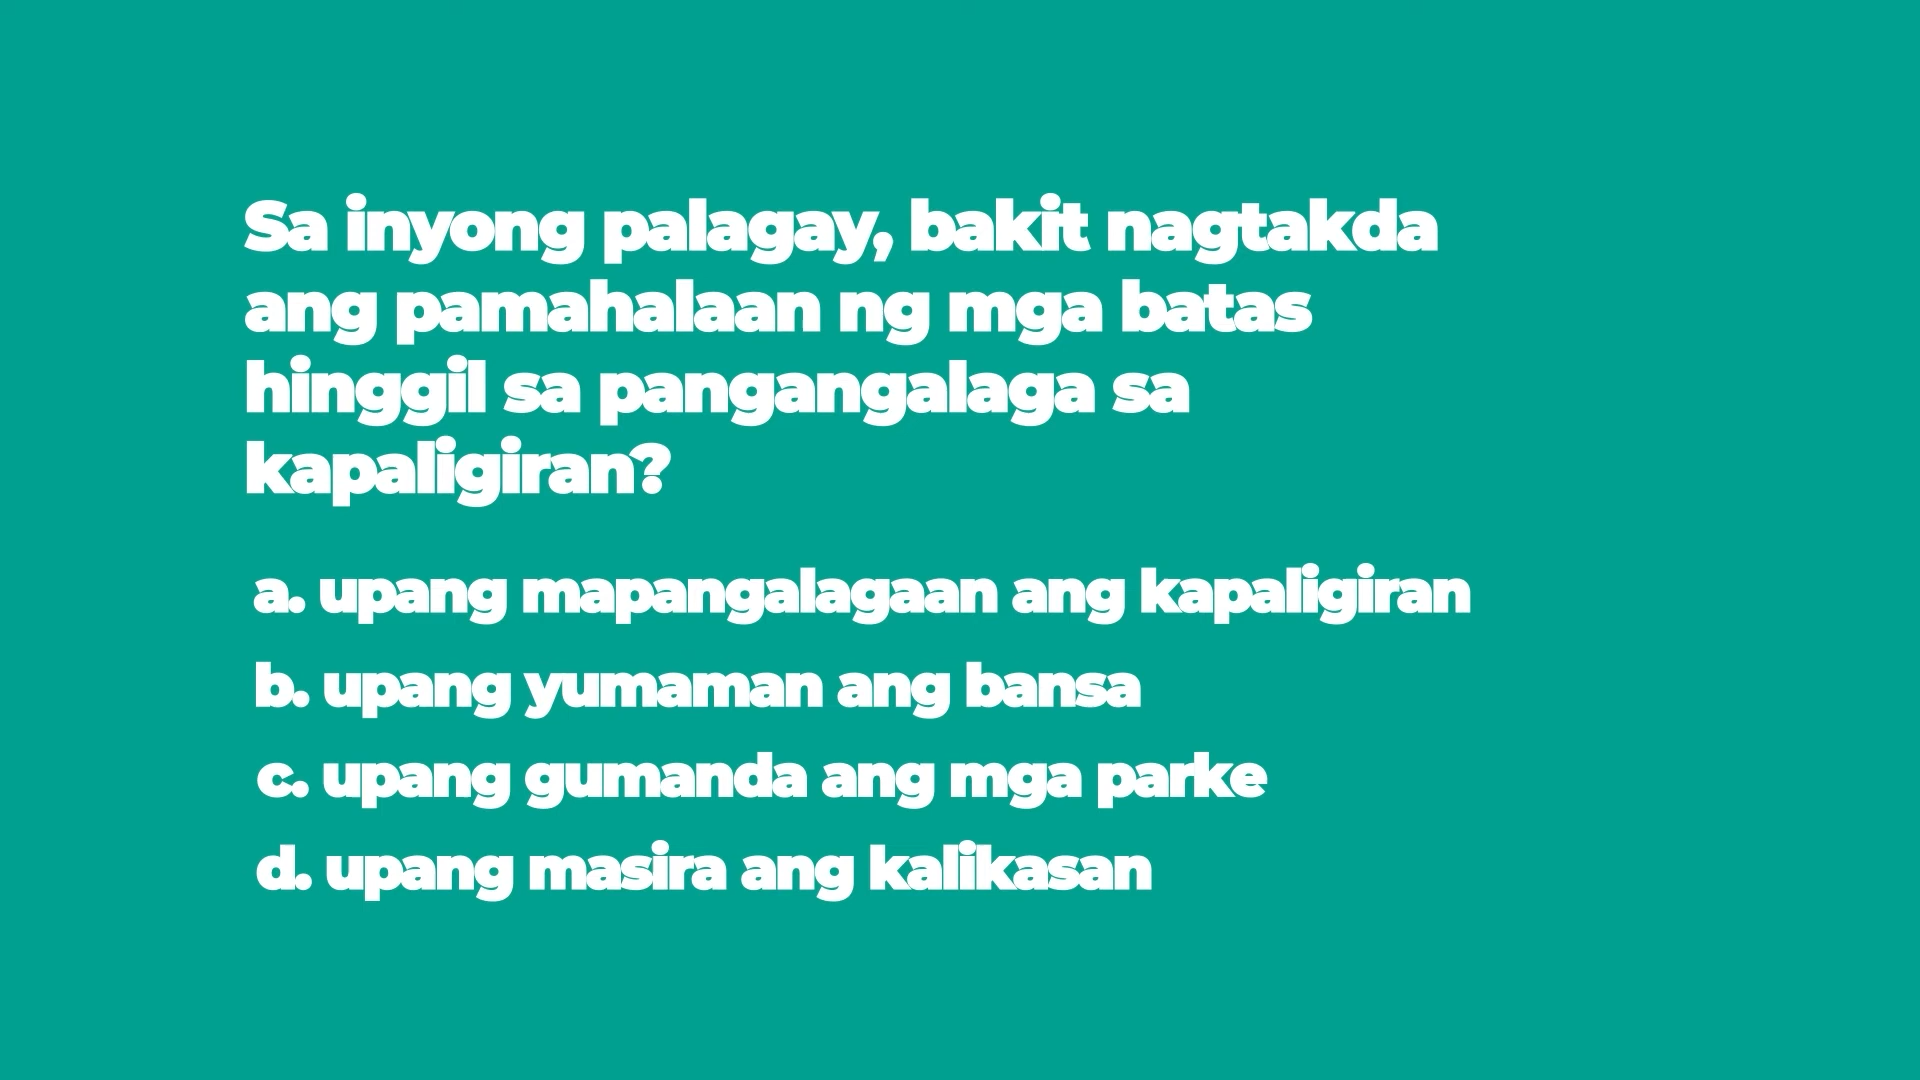 Sa inyong palagay, bakit nagtakda
ang pamahalaan ng mga batas
hinggil sa pangangalaga sa
kapaligiran?
a. upang mapangalagaan ang kapaligiran
b. upang yumaman ang bansa
c. upang gumanda ang mga parke
d. upang masira ang kalikasan